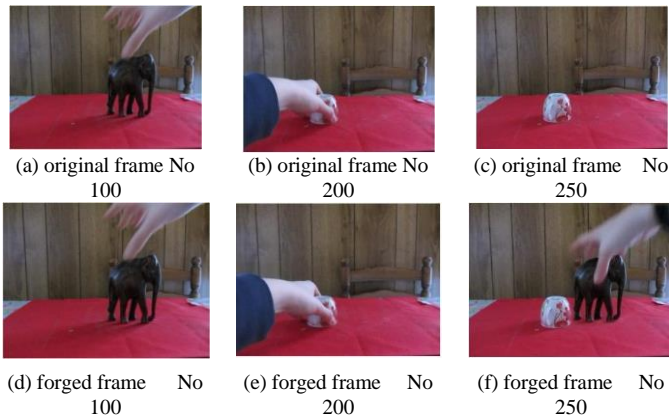 (a) original frame No
100
(b) original frame No
200
(c) original frame No
250
(d) forged frame No
100
(e) forged frame No
200
(f) forged frame No
250